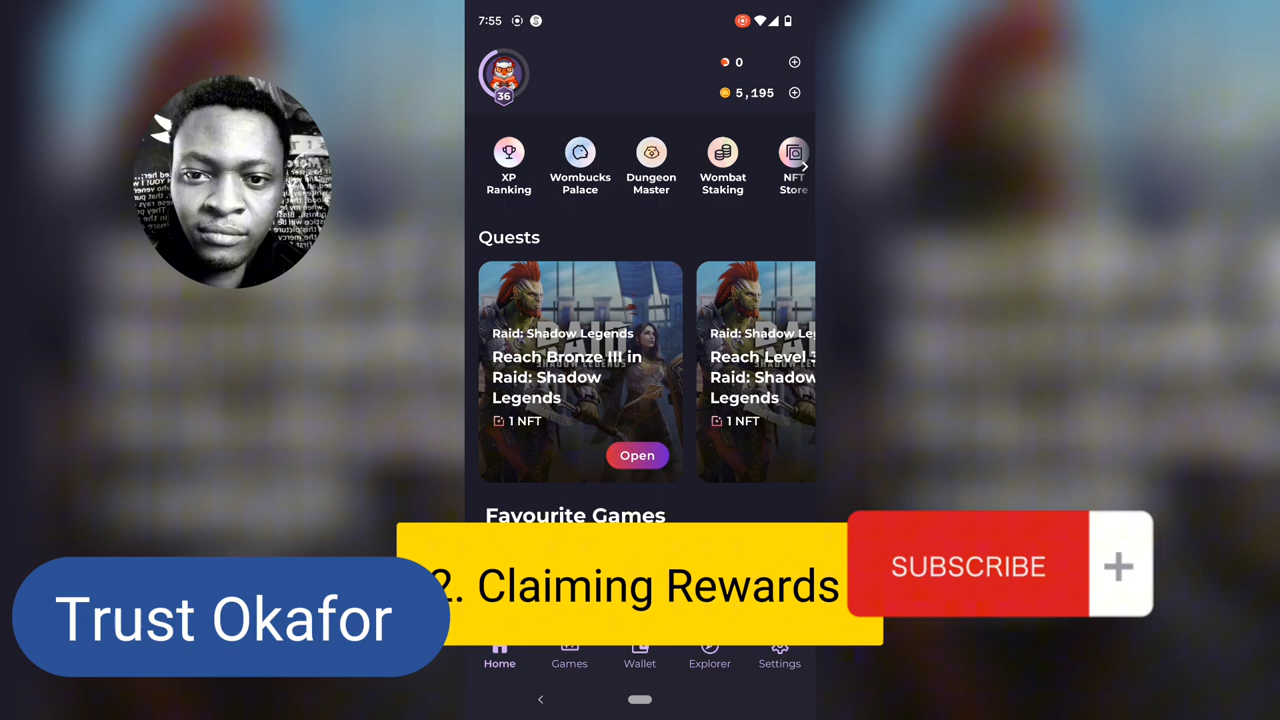 7:55
0
36
5,195
XP
Ranking
Wombucks
Palace
Dungeon
Master
Wombat
Staking
NFT
Store
Quests
Raid: Shadow Legends
Reach Bronze III in
Raid: Shadow
Legends
1 NFT
Open
Raid: Shadow Le
Reach Level 3
Raid: Shadow
1 NFT
Favourite Games
2. Claiming Rewards
SUBSCRIBE
Trust Okafor
Home
Games
Wallet
Explorer
Settings